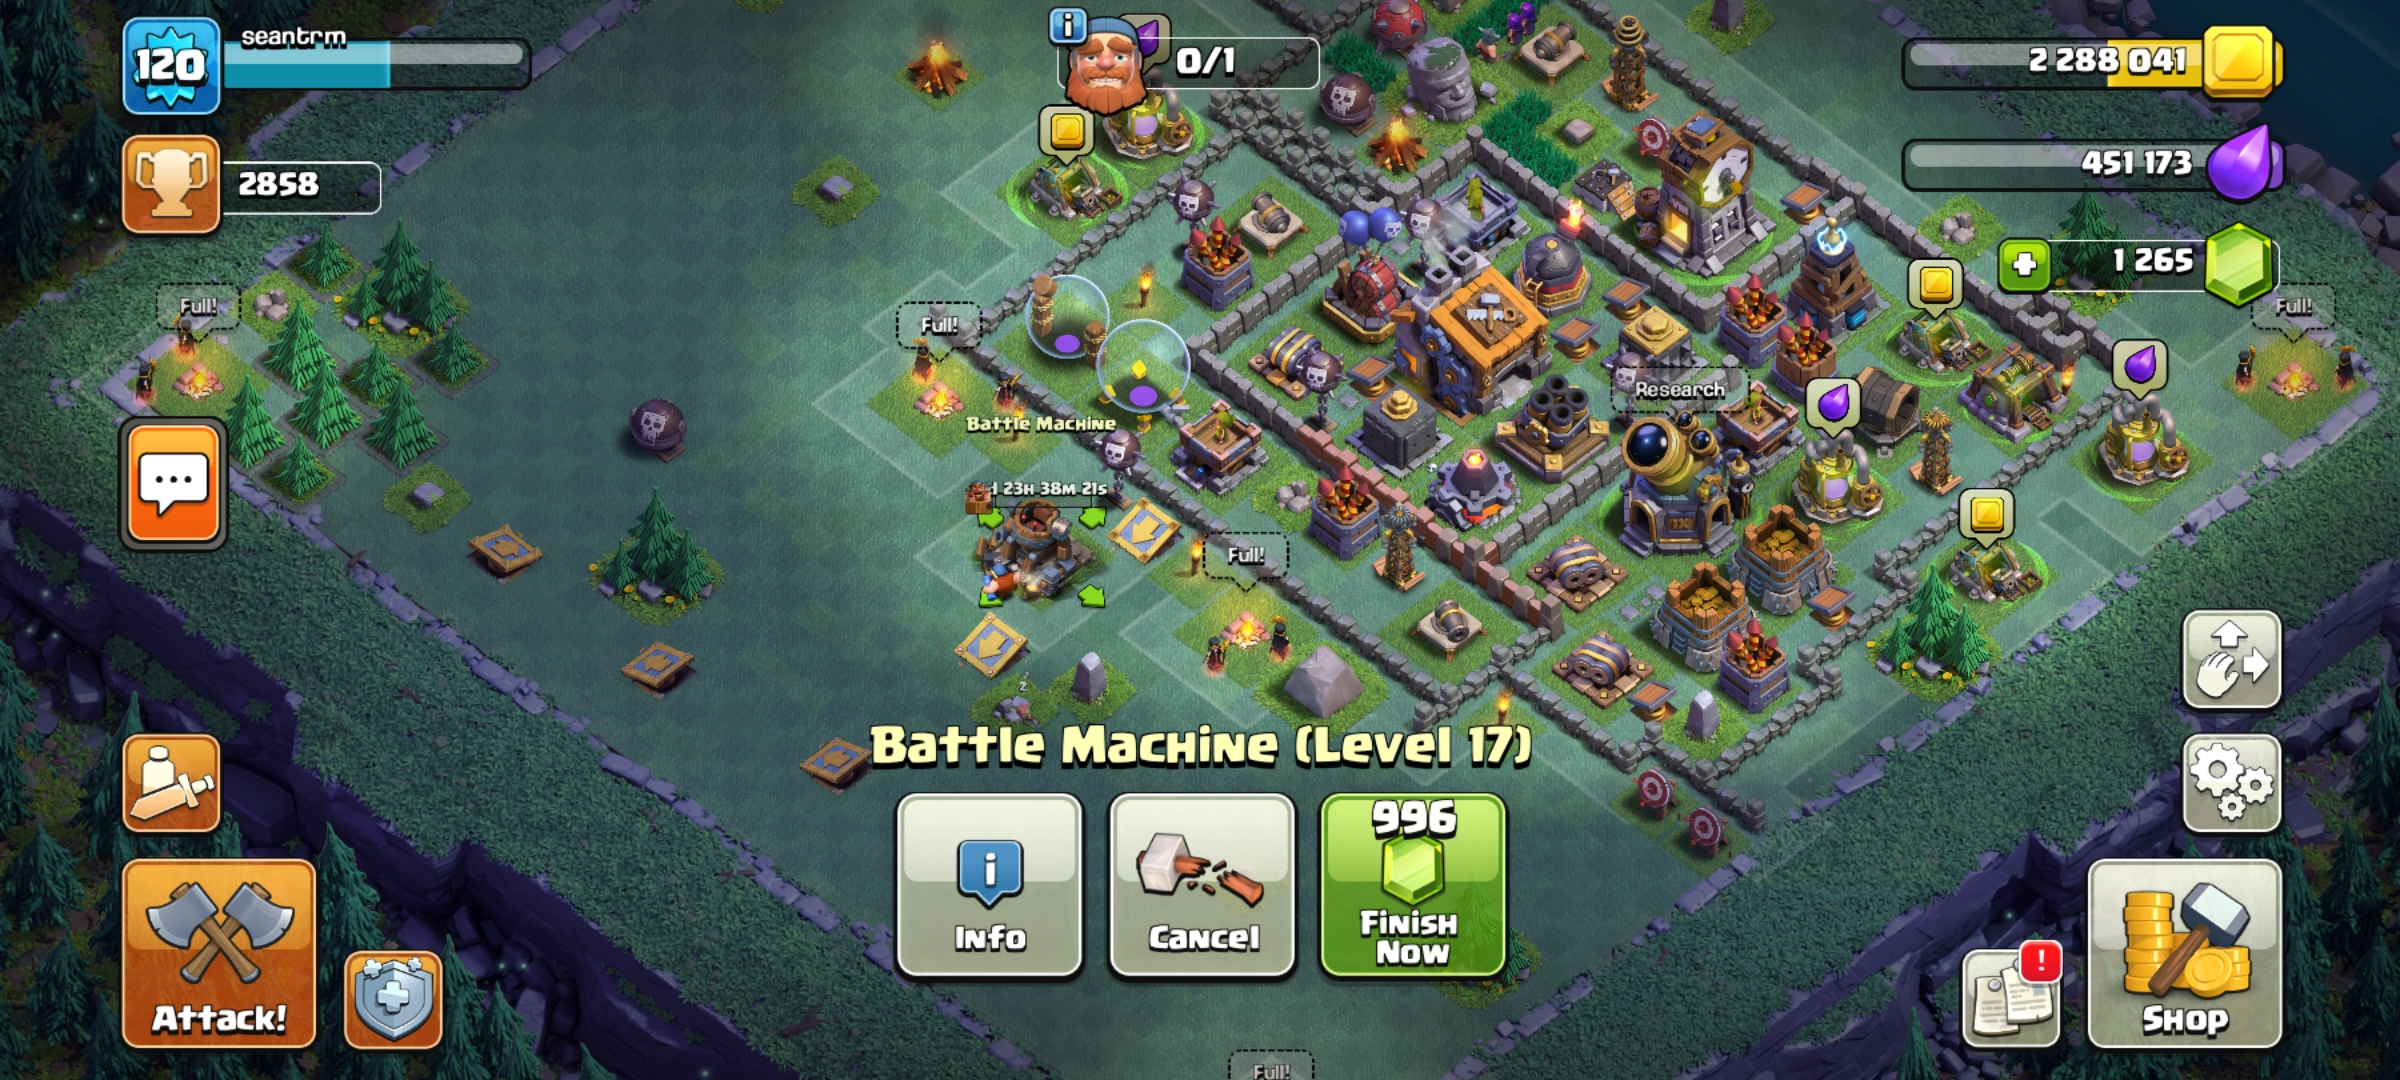 120
seantrm
0/1
2 288 041
2858
451 173
1 265
Full!
Full!
Full!
Research
Battle Machine
1 23H 38M 21s
Full!
Battle Machine (Level 17)
996
Info
Cancel
Finish
Now
Attack!
!
Shop
Full!